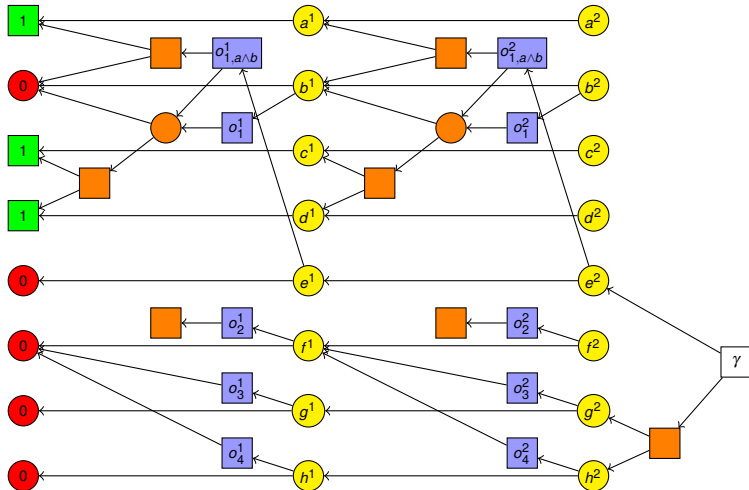 1 a¹ a²
o¹₁,ₐ∧b o²₁,ₐ∧b
0 b¹ b²
o¹₁ o²₁
1 c¹ c²
1 d¹ d²
0 e¹ e²
o¹₂ o²₂
0 f¹ f²
γ
o¹₃ o²₃
0 g¹ g²
o¹₄ o²₄
0 h¹ h²